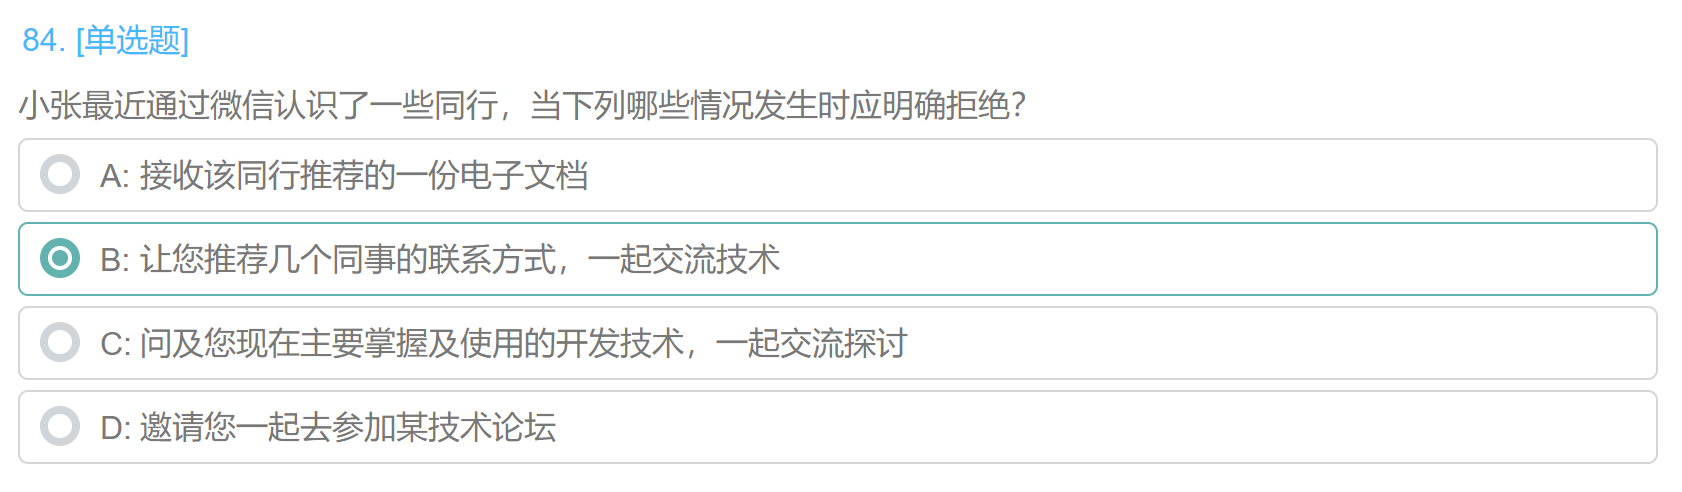 84. [单选题]
小张最近通过微信认识了一些同行，当下列哪些情况发生时应明确拒绝？
A: 接收该同行推荐的一份电子文档
B: 让您推荐几个同事的联系方式，一起交流技术
C: 问及您现在主要掌握及使用的开发技术，一起交流探讨
D: 邀请您一起去参加某技术论坛